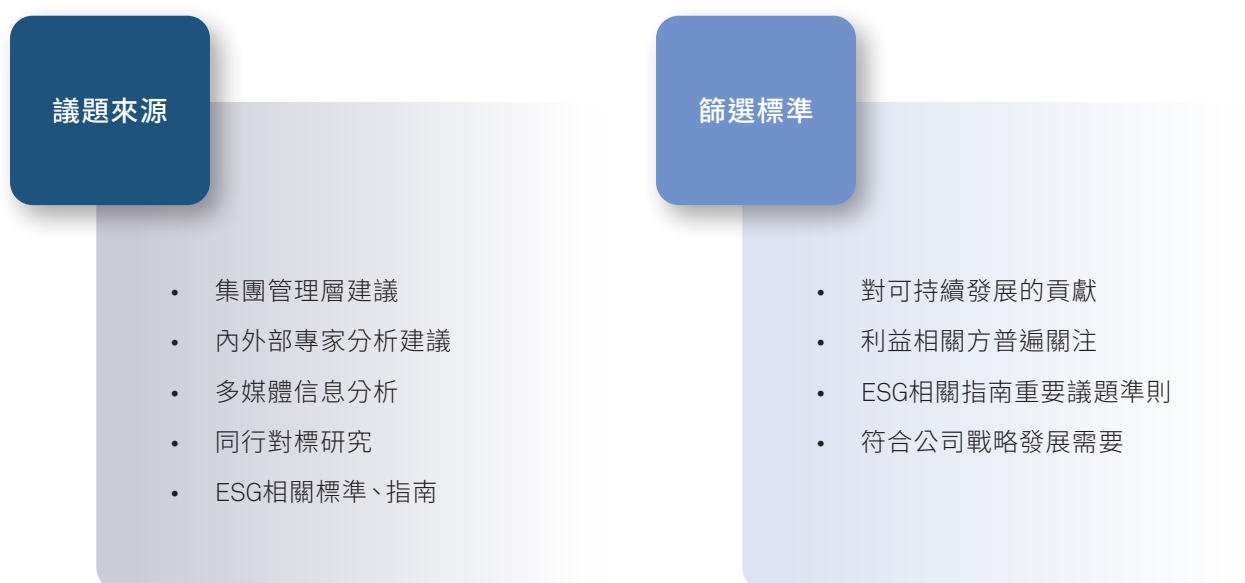 議題來源
• 集團管理層建議
• 內外部專家分析建議
• 多媒體信息分析
• 同行對標研究
• ESG相關標準、指南
篩選標準
• 對可持續發展的貢獻
• 利益相關方普遍關注
• ESG相關指南重要議題準則
• 符合公司戰略發展需要